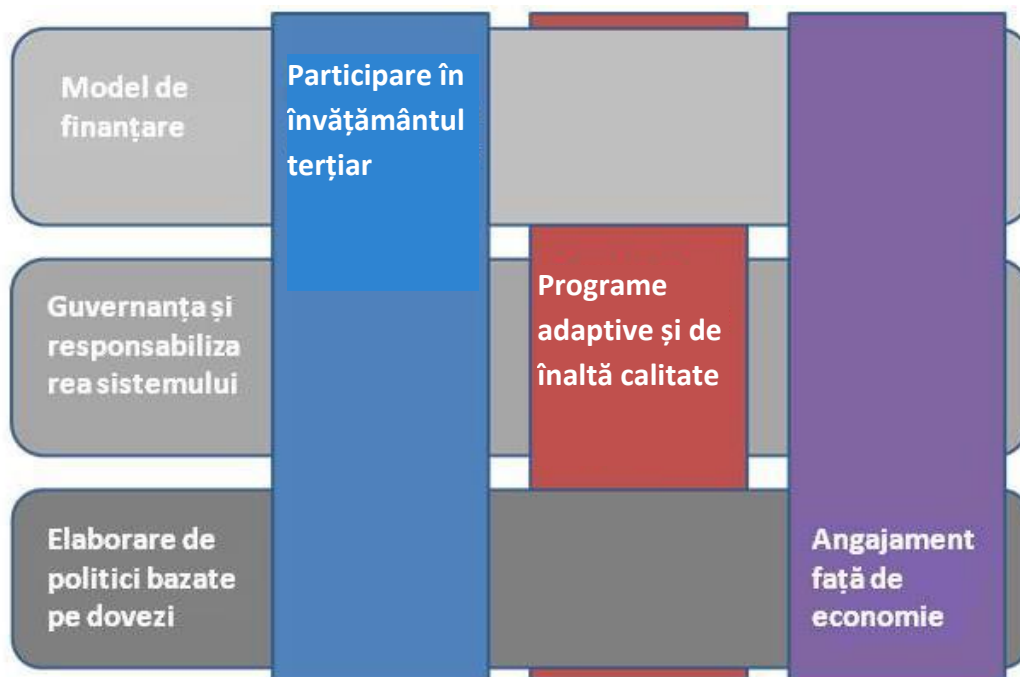 Model de
finanțare
Participare în
învățământul
terțiar
Guvernanța și
responsabiliza
rea sistemului
Programe
adaptive și de
înaltă calitate
Elaborare de
politici bazate
pe dovezi
Angajament
față de
economie